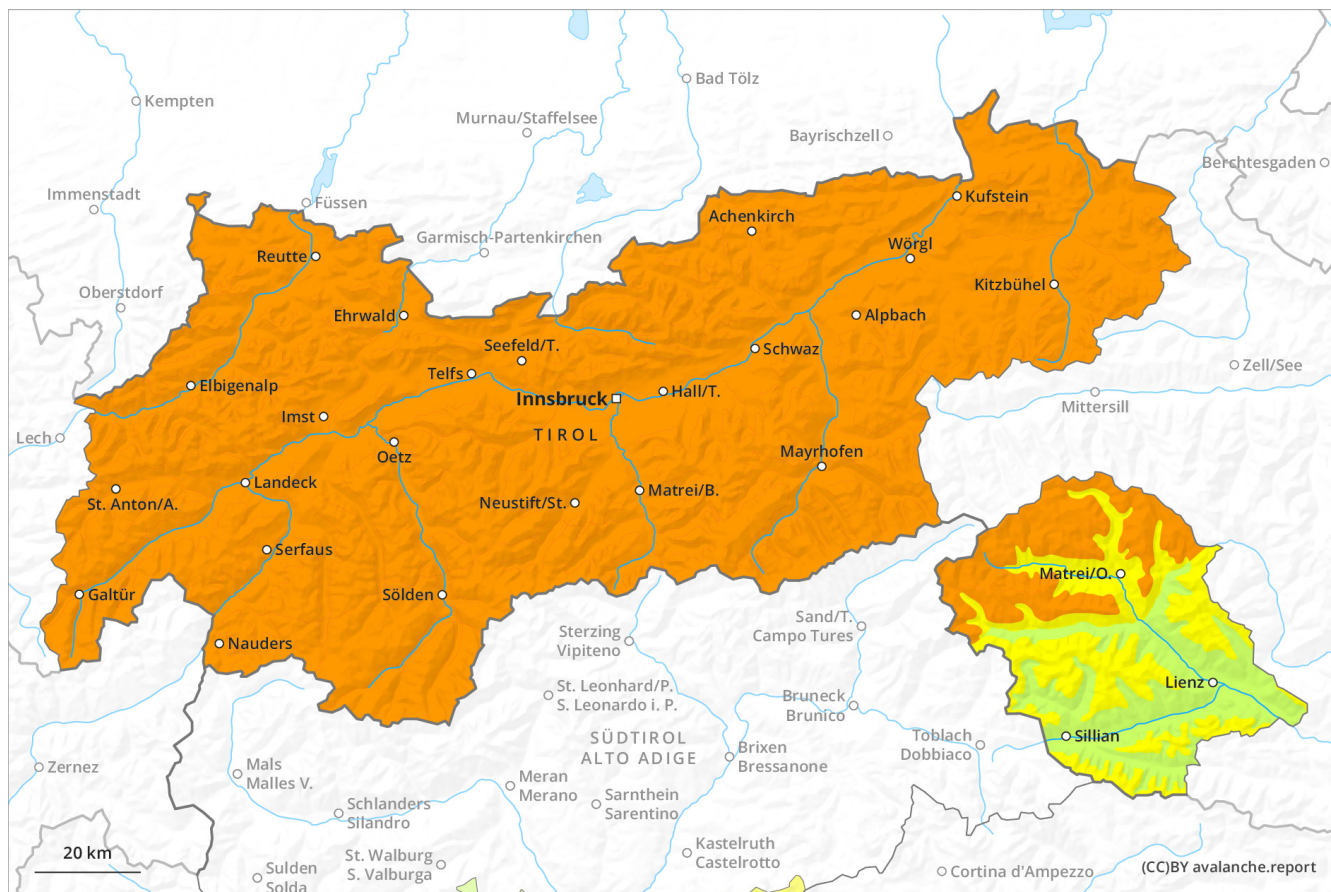 Kempten
Bad Tölz
Murnau/Staffelsee
Bayrischzell
Berchtesgaden
Immenstadt
Füssen
Kufstein
Achenkirch
Garmisch-Partenkirchen
Wörgl
Reutte
Kitzbühel
Oberstdorf
Ehrwald
Alpbach
Seefeld/T.
Schwaz
Zell/See
Telfs
Elbigenalp
Hall/T.
Innsbruck
Mittersill
Imst
TIROL
Lech
Oetz
Mayrhofen
Landeck
Matrei/B.
St. Anton/A.
Neustift/St.
Serfaus
Matrei/O.
Galtür
Sölden
Sand/T.
Campo Tures
Sterzing
Vipiteno
Nauders
Lienz
St. Leonhard/P.
S. Leonardo i. P.
Bruneck
Brunico
Sillian
SÜDTIROL
ALTO ADIGE
Toblach
Dobbiaco
Brixen
Bressanone
Zernez
Mals
Malles V.
Meran
Merano
Sarnthein
Sarentino
Schlanders
Silandro
Kastelruth
Castelrotto
20 km
St. Walburg
S. Valburga
Sulden
Solda
Cortina d'Ampezzo
(CC)BY avalanche.report